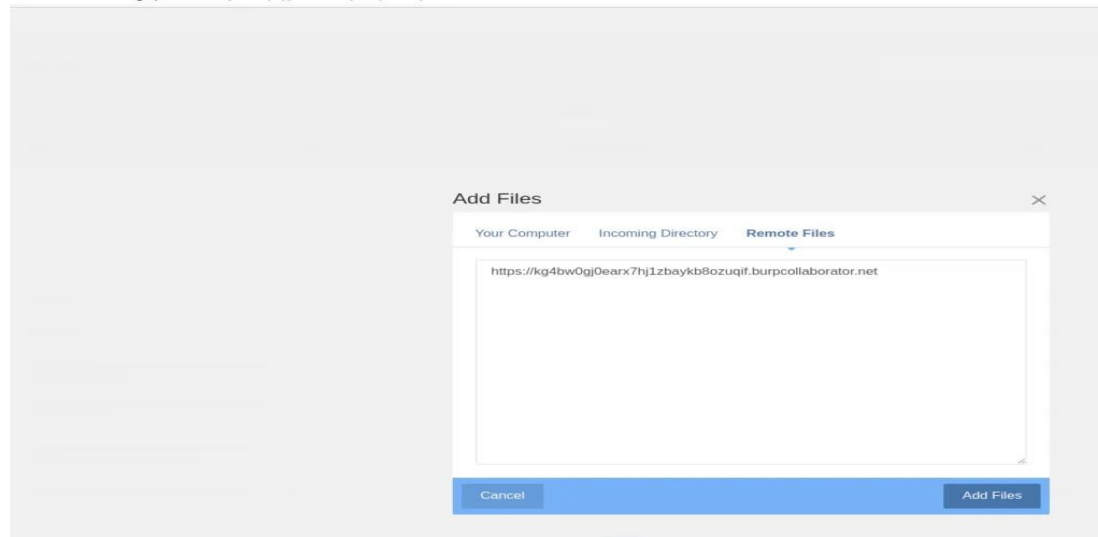 Add Files
Your Computer Incoming Directory Remote Files
https://kg4bw0gj0earx7hj1zbaykb8ozuqif.burpcollaborator.net
Cancel Add Files